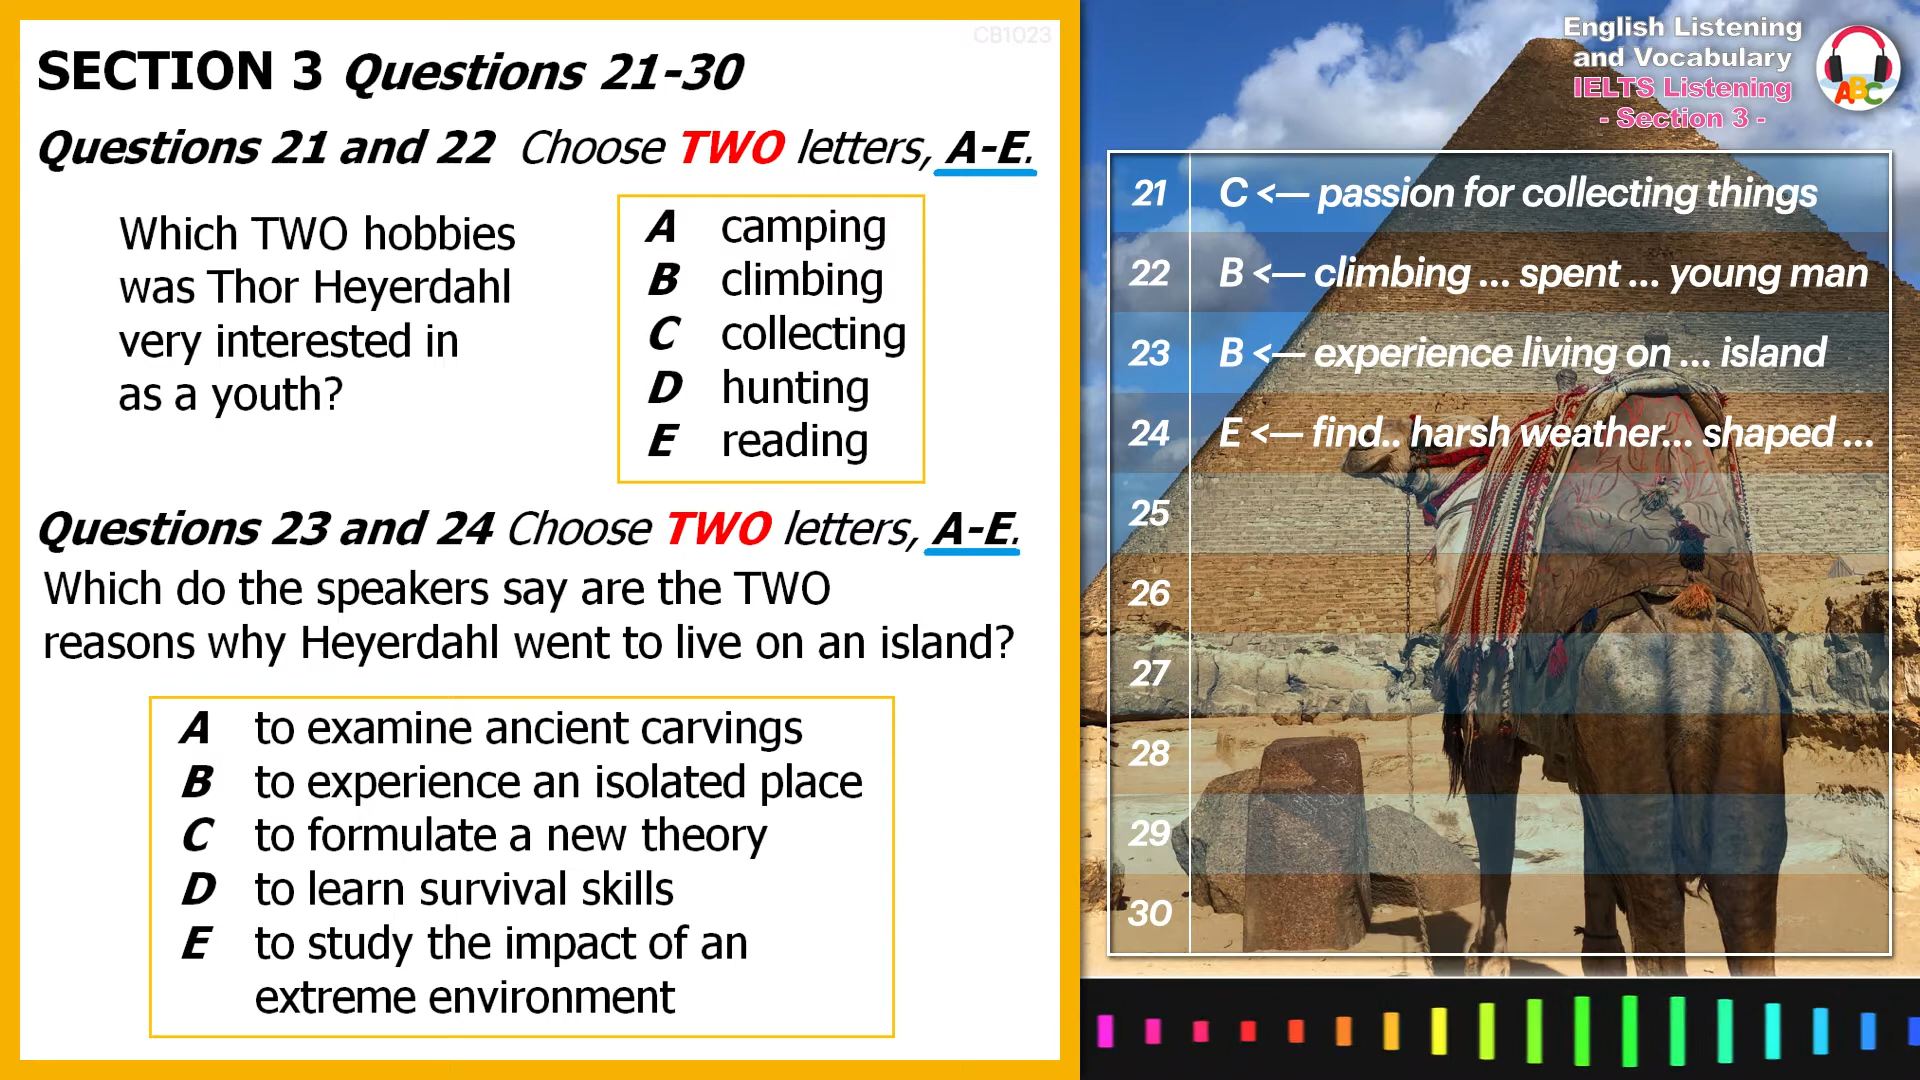 CB1023
SECTION 3 Questions 21-30
Questions 21 and 22 Choose TWO letters, A-E.
Which TWO hobbies
was Thor Heyerdahl
very interested in
as a youth?
A camping
B climbing
C collecting
D hunting
E reading
Questions 23 and 24 Choose TWO letters, A-E.
Which do the speakers say are the TWO
reasons why Heyerdahl went to live on an island?
A to examine ancient carvings
B to experience an isolated place
C to formulate a new theory
D to learn survival skills
E to study the impact of an
extreme environment
English Listening
and Vocabulary
IELTS Listening
- Section 3 -
ABC
21 C <— passion for collecting things
22 B <— climbing ... spent ... young man
23 B <— experience living on ... island
24 E <— find.. harsh weather... shaped ...
25
26
27
28
29
30